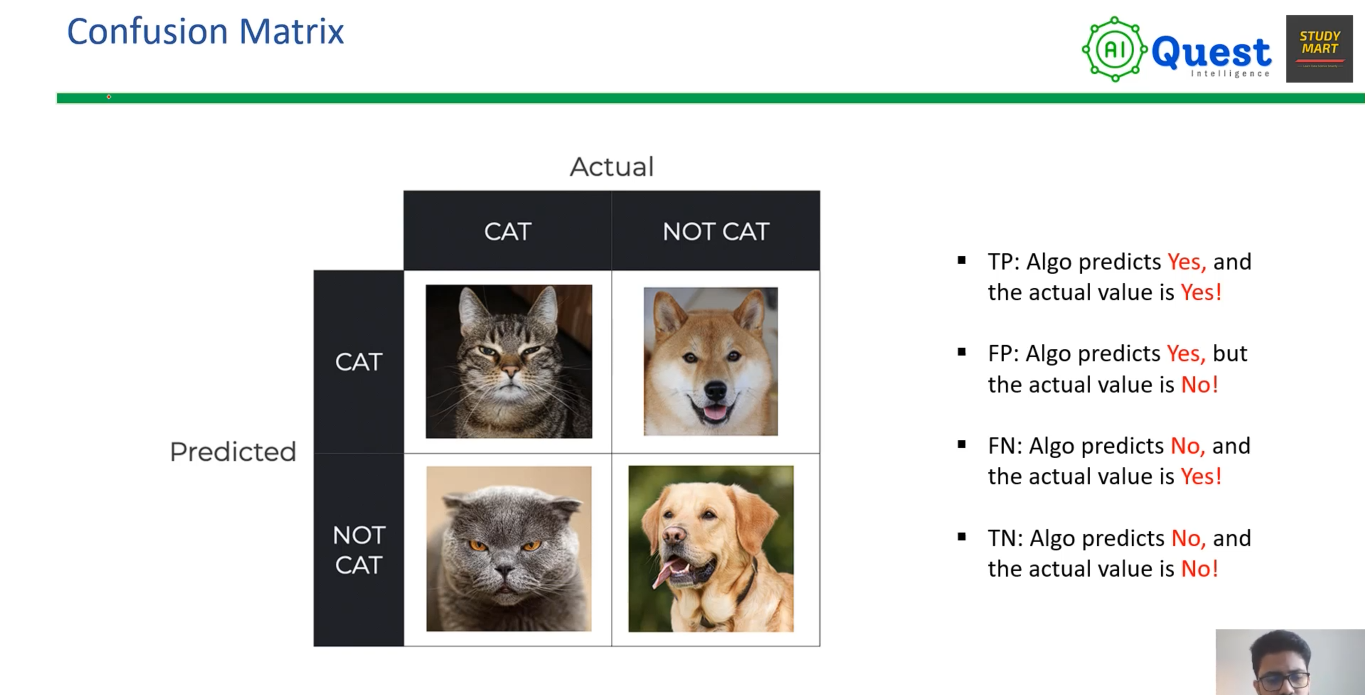 Confusion Matrix
AI Quest
Intelligence
STUDY
MART
Actual
CAT NOT CAT
CAT
Predicted
NOT
CAT
▪ TP: Algo predicts Yes, and
the actual value is Yes!
▪ FP: Algo predicts Yes, but
the actual value is No!
▪ FN: Algo predicts No, and
the actual value is Yes!
▪ TN: Algo predicts No, and
the actual value is No!